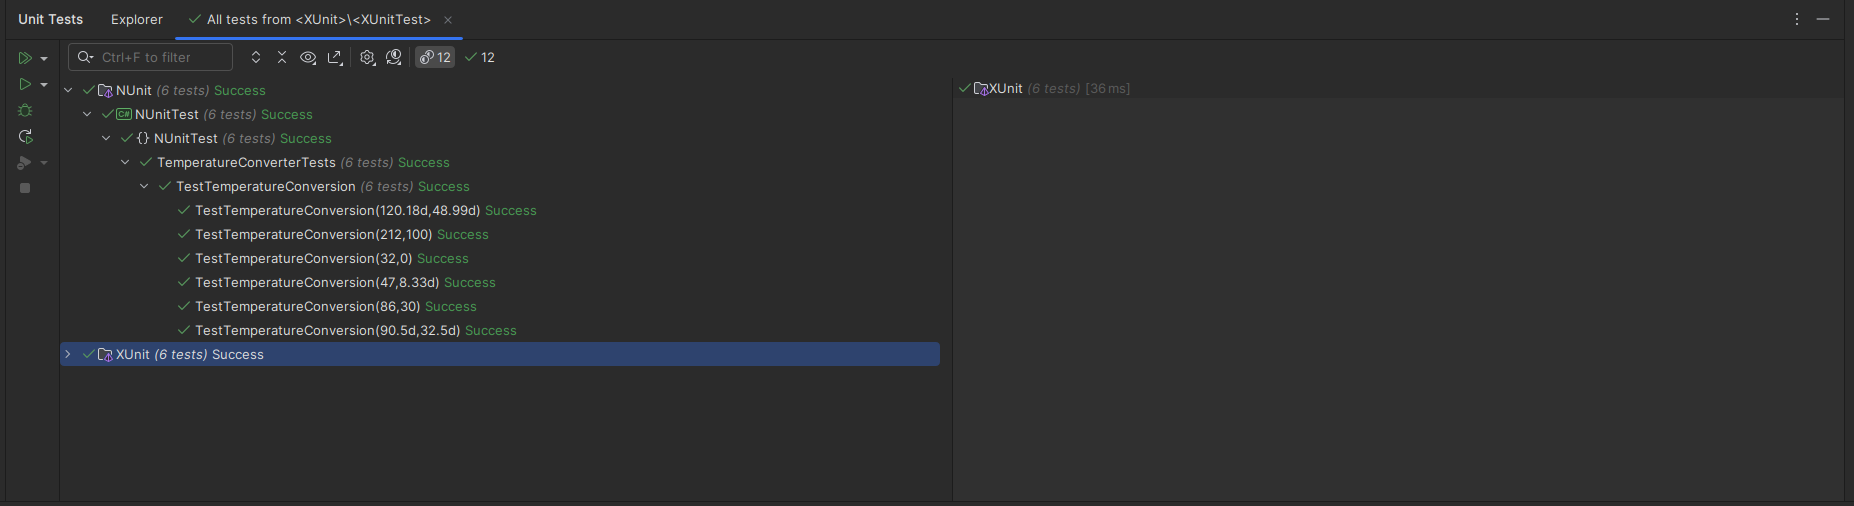 Unit Tests Explorer All tests from <XUnit>\<XUnitTest>
Ctrl+F to filter 12 12
NUnit (6 tests) Success
XUnit (6 tests) [36 ms]
C# NUnitTest (6 tests) Success
{} NUnitTest (6 tests) Success
TemperatureConverterTests (6 tests) Success
TestTemperatureConversion (6 tests) Success
TestTemperatureConversion(120.18d,48.99d) Success
TestTemperatureConversion(212,100) Success
TestTemperatureConversion(32,0) Success
TestTemperatureConversion(47,8.33d) Success
TestTemperatureConversion(86,30) Success
TestTemperatureConversion(90.5d,32.5d) Success
XUnit (6 tests) Success